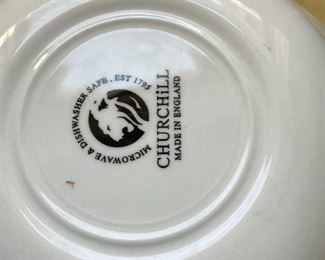 MICROWAVE & DISHWASHER SAFE. EST 1795
CHURCHiLL
MADE IN ENGLAND